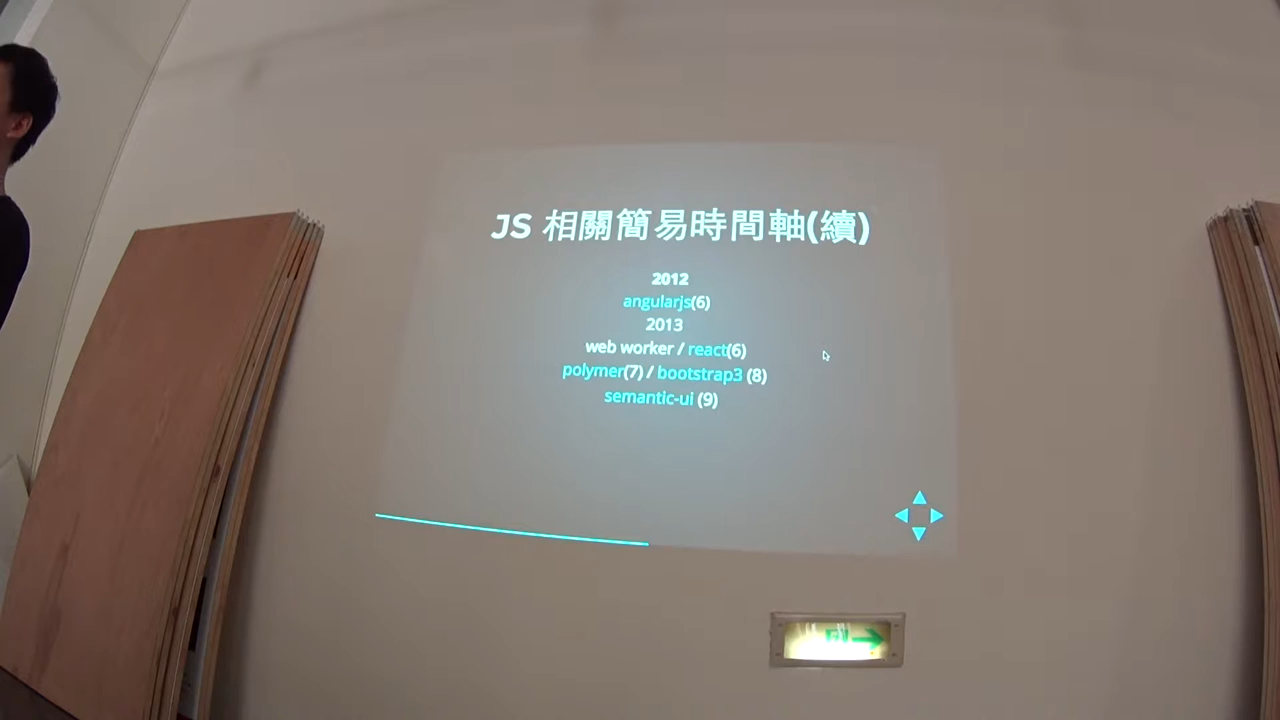 JS 相關簡易時間軸(續)
2012
angularjs(6)
2013
web worker / react(6)
polymer(7) / bootstrap3 (8)
semantic-ui (9)